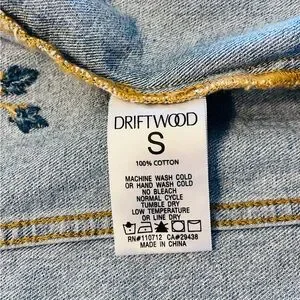 DRIFTWOOD
S
100% COTTON
MACHINE WASH COLD
OR HAND WASH COLD
NO BLEACH
NORMAL CYCLE
TUMBLE DRY
LOW TEMPERATURE
OR LINE DRY
RN#110712 CA#29438
MADE IN CHINA